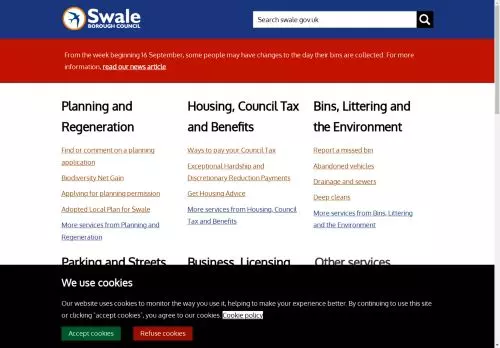 Swale
BOROUGH COUNCIL
Search swale.gov.uk
From the week beginning 16 September, some people may have changes to the day their bins are collected. For more
information, read our news article.
Planning and
Regeneration
Find or comment on a planning
application
Biodiversity Net Gain
Applying for planning permission
Adopted Local Plan for Swale
More services from Planning and
Regeneration
Housing, Council Tax
and Benefits
Ways to pay your Council Tax
Exceptional Hardship and
Discretionary Reduction Payments
Get Housing Advice
More services from Housing, Council
Tax and Benefits
Bins, Littering and
the Environment
Report a missed bin
Abandoned vehicles
Drainage and sewers
Deep cleans
More services from Bins, Littering
and the Environment
Parking and Streets
Business, Licensing
Other services
We use cookies
Our website uses cookies to monitor the way you use it, helping to make your experience better. By continuing to use this site
or clicking "accept cookies", you agree to our cookies. Cookie policy
Accept cookies
Refuse cookies